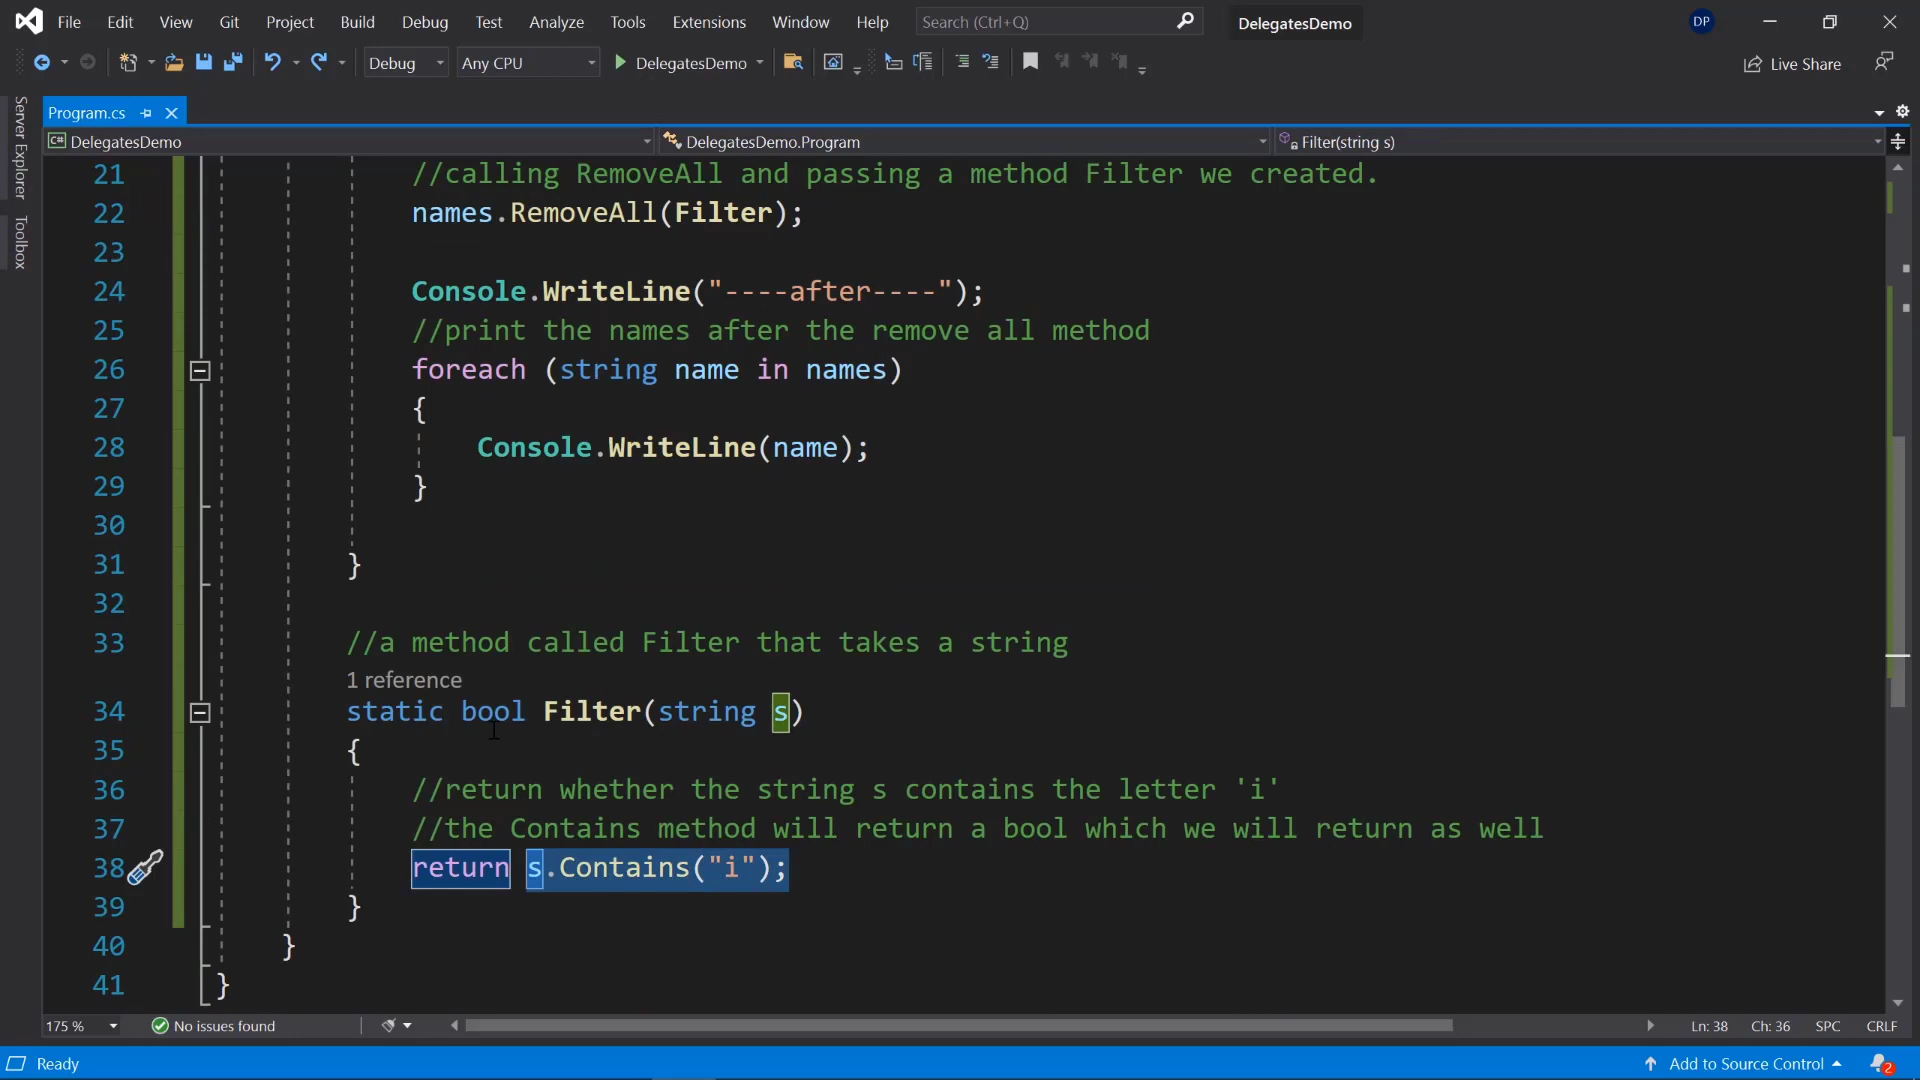 File Edit View Git Project Build Debug Test Analyze Tools Extensions Window Help Search (Ctrl+Q) DelegatesDemo DP
Debug Any CPU DelegatesDemo Live Share
Server Explorer
Toolbox
Program.cs
C# DelegatesDemo DelegatesDemo.Program Filter(string s)
21 //calling RemoveAll and passing a method Filter we created.
22 names.RemoveAll(Filter);
23
24 Console.WriteLine("----after----");
25 //print the names after the remove all method
26 foreach (string name in names)
27 {
28 Console.WriteLine(name);
29 }
30
31 }
32
33 //a method called Filter that takes a string
1 reference
34 static bool Filter(string s)
35 {
36 //return whether the string s contains the letter 'i'
37 //the Contains method will return a bool which we will return as well
38 return s.Contains("i");
39 }
40 }
41 }
175 % No issues found Ln: 38 Ch: 36 SPC CRLF
Ready Add to Source Control 2